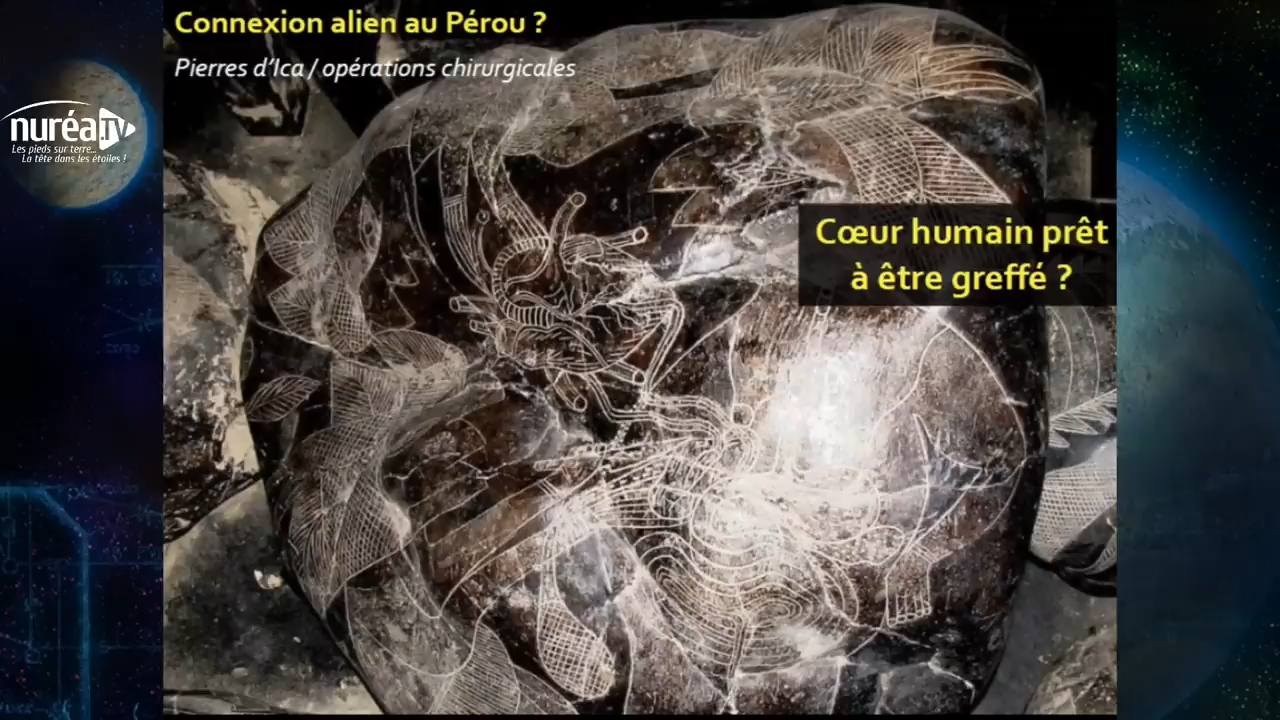 Connexion alien au Pérou ?
Pierres d'Ica / opérations chirurgicales
nuréa.TV
Les pieds sur terre...
La tête dans les étoiles !
Cœur humain prêt
à être greffé ?